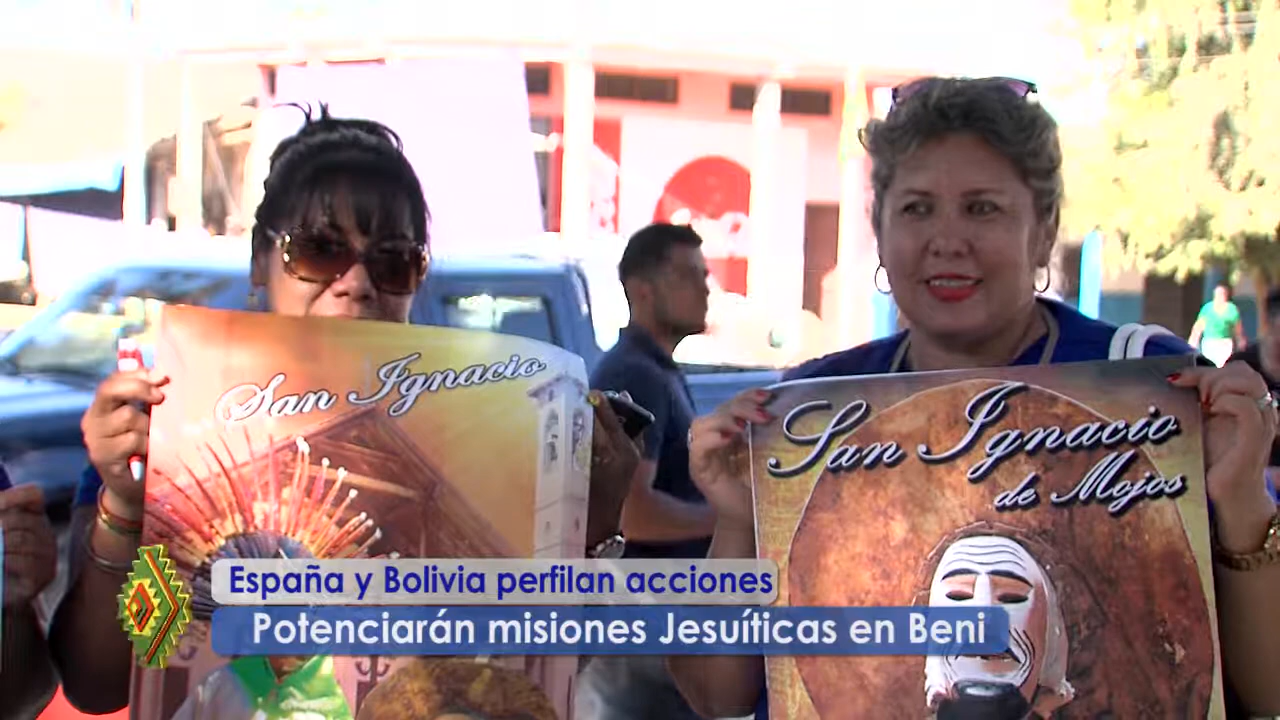 San Ignacio
San Ignacio
de Mojos
España y Bolivia perfilan acciones
Potenciarán misiones Jesuíticas en Beni